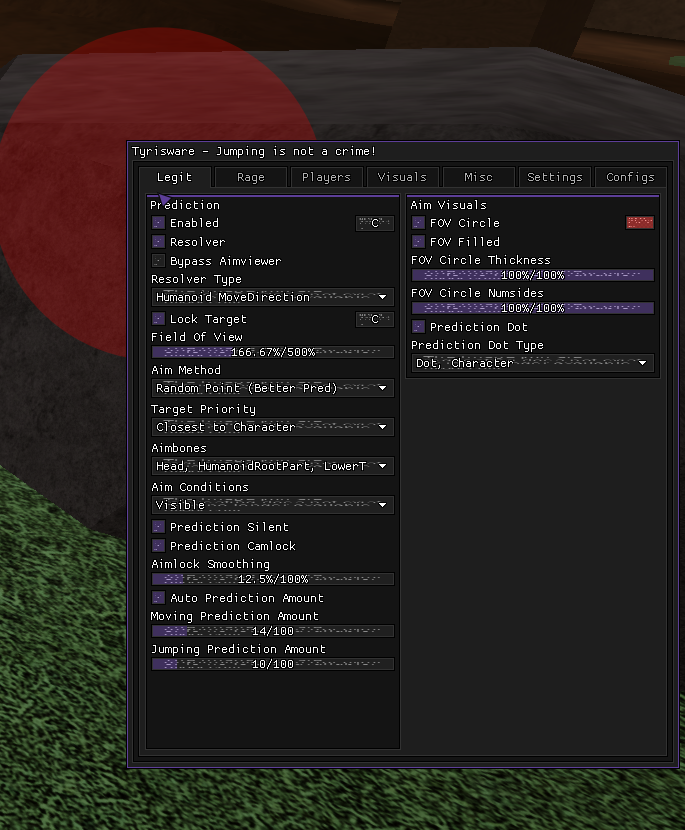 Tyrisware - Jumping is not a crime!
Legit Rage Players Visuals Misc Settings Configs
Prediction
Enabled C
Resolver
Bypass Aimviewer
Resolver Type
Humanoid MoveDirection
Lock Target C
Field Of View
166.67%/500%
Aim Method
Random Point (Better Pred)
Target Priority
Closest to Character
Aimbones
Head, HumanoidRootPart, LowerT
Aim Conditions
Visible
Prediction Silent
Prediction Camlock
Aimlock Smoothing
12.5%/100%
Auto Prediction Amount
Moving Prediction Amount
14/100
Jumping Prediction Amount
10/100
Aim Visuals
FOV Circle
FOV Filled
FOV Circle Thickness
100%/100%
FOV Circle Numsides
100%/100%
Prediction Dot
Prediction Dot Type
Dot, Character